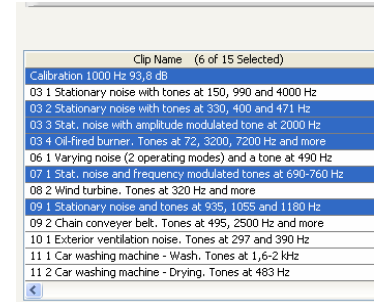 Clip Name (6 of 15 Selected)
Calibration 1000 Hz 93,8 dB
03 1 Stationary noise with tones at 150, 990 and 4000 Hz
03 2 Stationary noise with tones at 330, 400 and 471 Hz
03 3 Stat. noise with amplitude modulated tone at 2000 Hz
03 4 Oil-fired burner. Tones at 72, 3200, 7200 Hz and more
06 1 Varying noise (2 operating modes) and a tone at 490 Hz
07 1 Stat. noise and frequency modulated tones at 690-760 Hz
08 2 Wind turbine. Tones at 320 Hz and more
09 1 Stationary noise and tones at 935, 1055 and 1180 Hz
09 2 Chain conveyer belt. Tones at 495, 2500 Hz and more
10 1 Exterior ventilation noise. Tones at 297 and 390 Hz
11 1 Car washing machine - Wash. Tones at 1,6-2 kHz
11 2 Car washing machine - Drying. Tones at 483 Hz